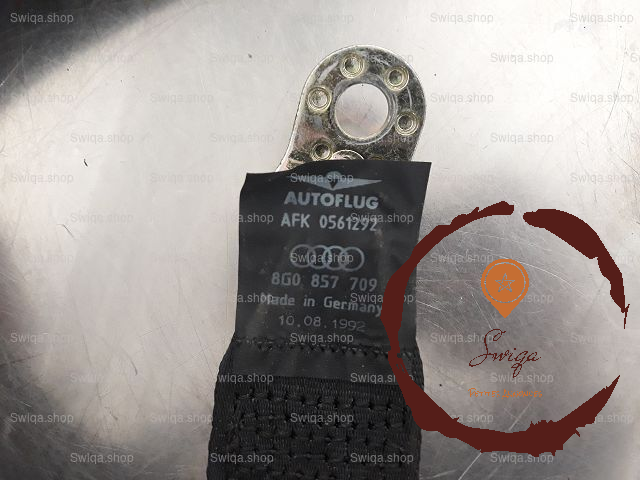 AUTOFLUG
AFK 0561292
8G0 857 709
Made in Germany
10.08.1992
Swiqa
Swiqa.shop